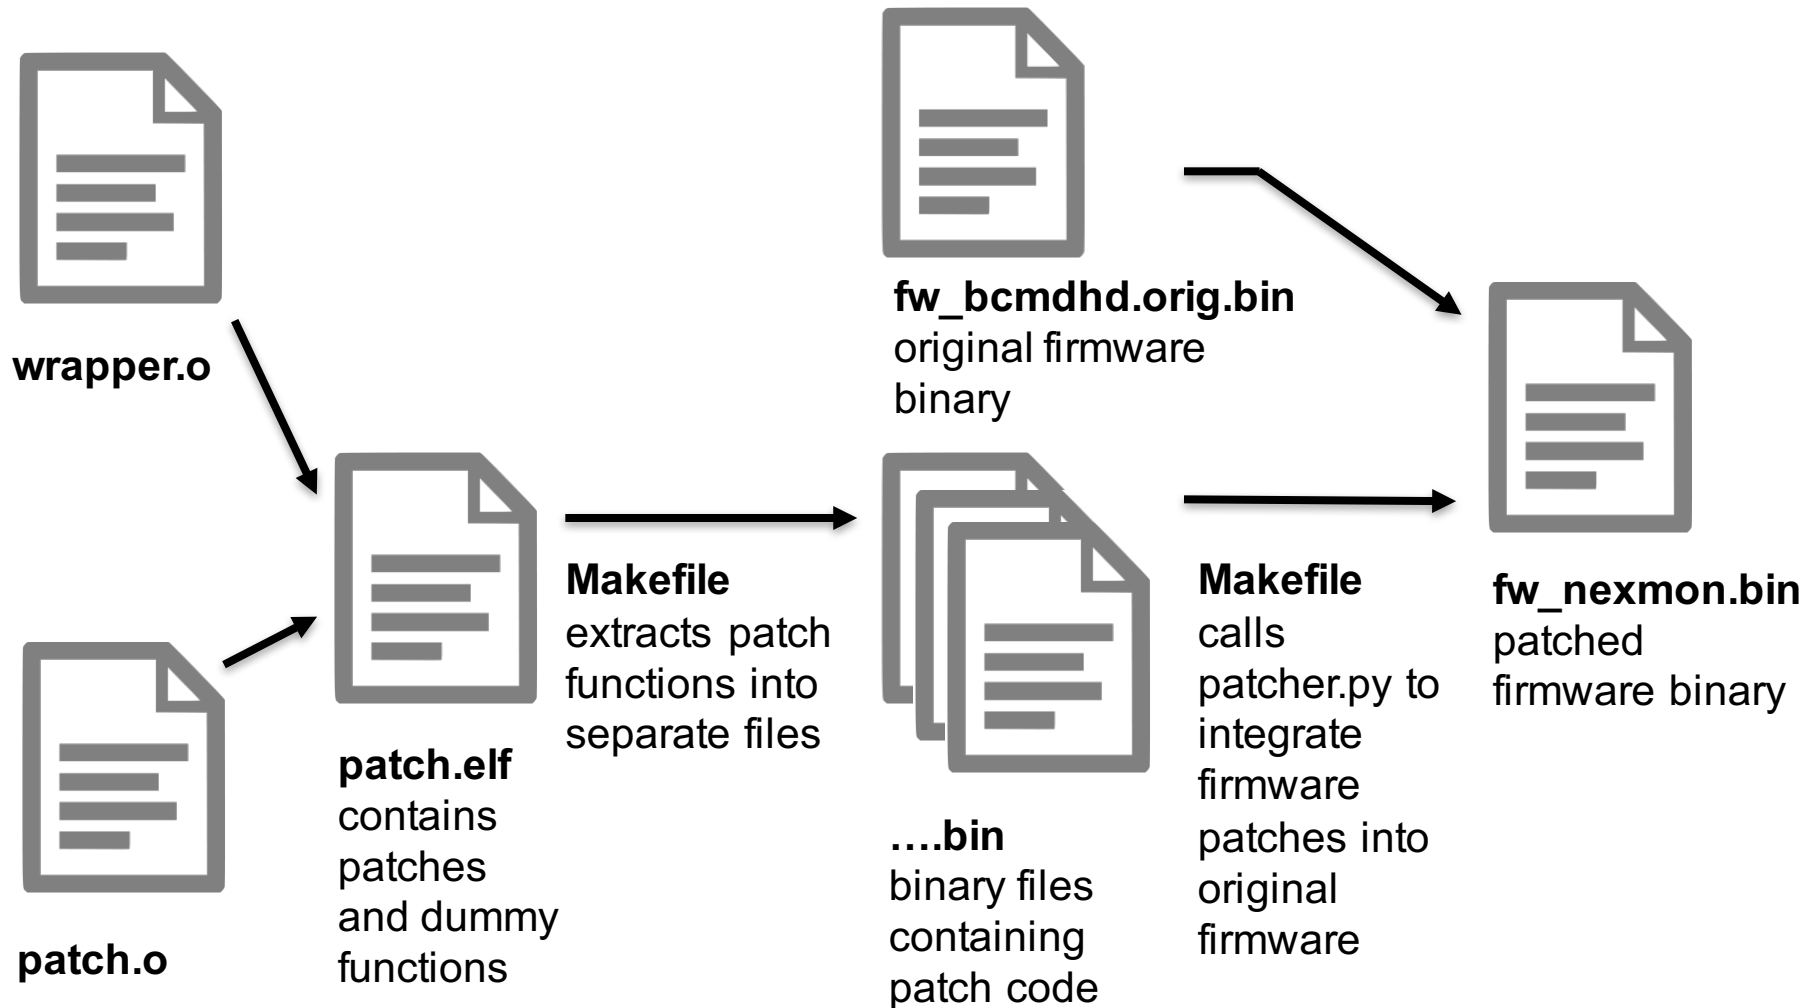 wrapper.o
patch.o
patch.elf
contains
patches
and dummy
functions
Makefile
extracts patch
functions into
separate files
fw_bcmdhd.orig.bin
original firmware
binary
….bin
binary files
containing
patch code
Makefile
calls
patcher.py to
integrate
firmware
patches into
original
firmware
fw_nexmon.bin
patched
firmware binary